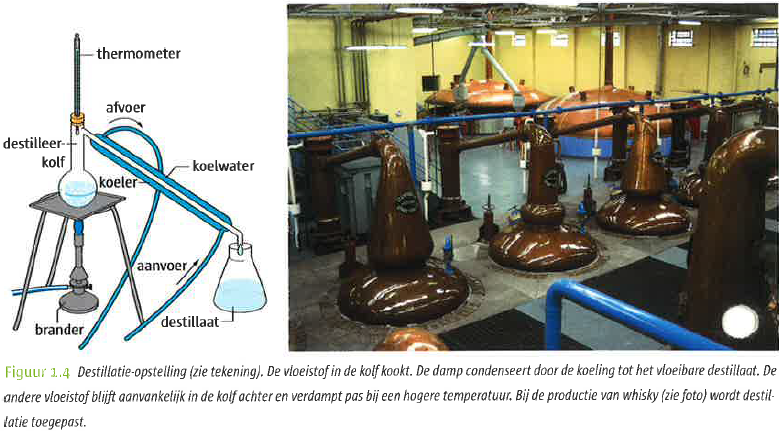 thermometer
afvoer
destilleer-
kolf
koelwater
koeler
aanvoer
brander
destillaat
Figuur 1.4 Destillatie-opstelling (zie tekening). De vloeistof in de kolf kookt. De damp condenseert door de koeling tot het vloeibare destillaat. De
andere vloeistof blijft aanvankelijk in de kolf achter en verdampt pas bij een hogere temperatuur. Bij de productie van whisky (zie foto) wordt destil-
latie toegepast.